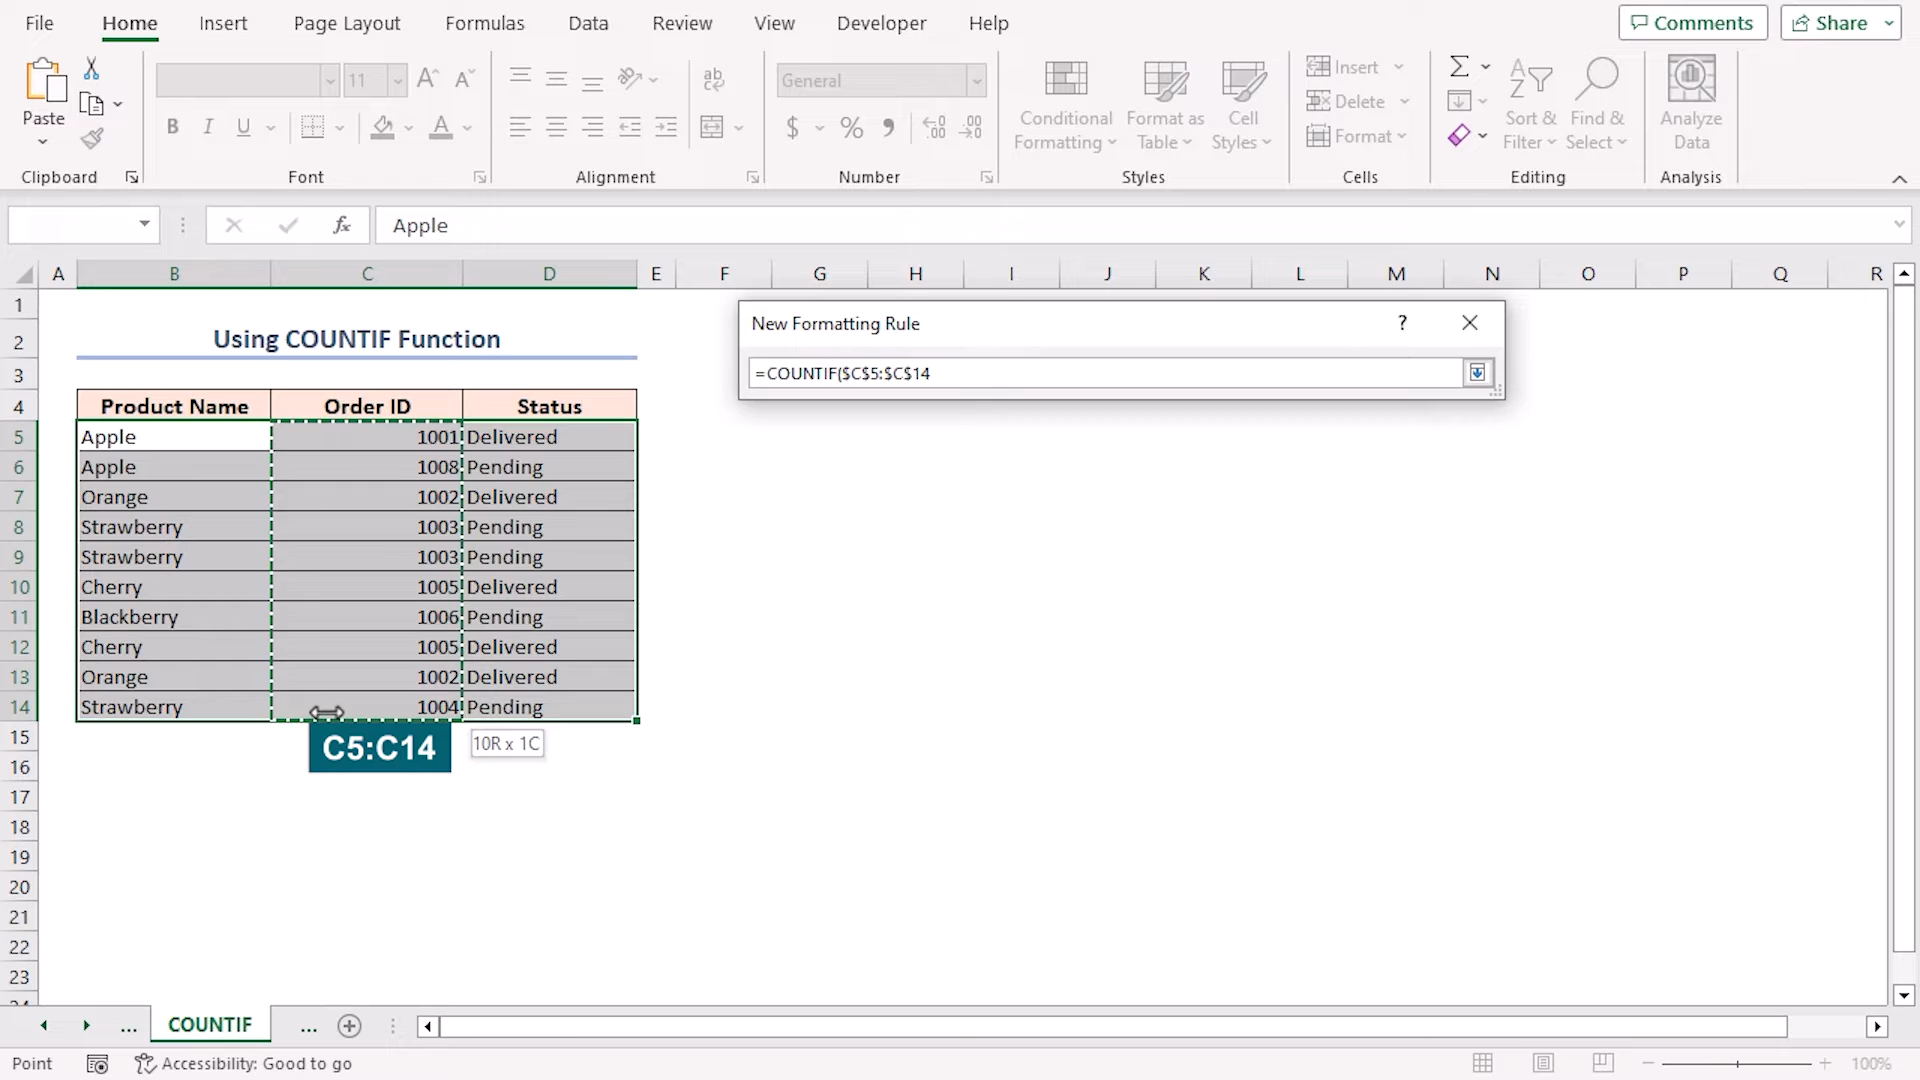 File Home Insert Page Layout Formulas Data Review View Developer Help Comments Share
Paste
Clipboard
11
B I U
Font
ab
Alignment
General
$ % 9
Number
Conditional Formatting
Format as Table
Cell Styles
Styles
Insert
Delete
Format
Cells
Sort & Filter
Find & Select
Editing
Analyze Data
Analysis
fx Apple
A B C D E F G H I J K L M N O P Q R
1
2 Using COUNTIF Function
3
4 Product Name Order ID Status
5 Apple 1001 Delivered
6 Apple 1008 Pending
7 Orange 1002 Delivered
8 Strawberry 1003 Pending
9 Strawberry 1003 Pending
10 Cherry 1005 Delivered
11 Blackberry 1006 Pending
12 Cherry 1005 Delivered
13 Orange 1002 Delivered
14 Strawberry 1004 Pending
15
16
17
18
19
20
21
22
23
C5:C14
10R x 1C
New Formatting Rule ?
=COUNTIF($C$5:$C$14
... COUNTIF ...
Point Accessibility: Good to go 100%